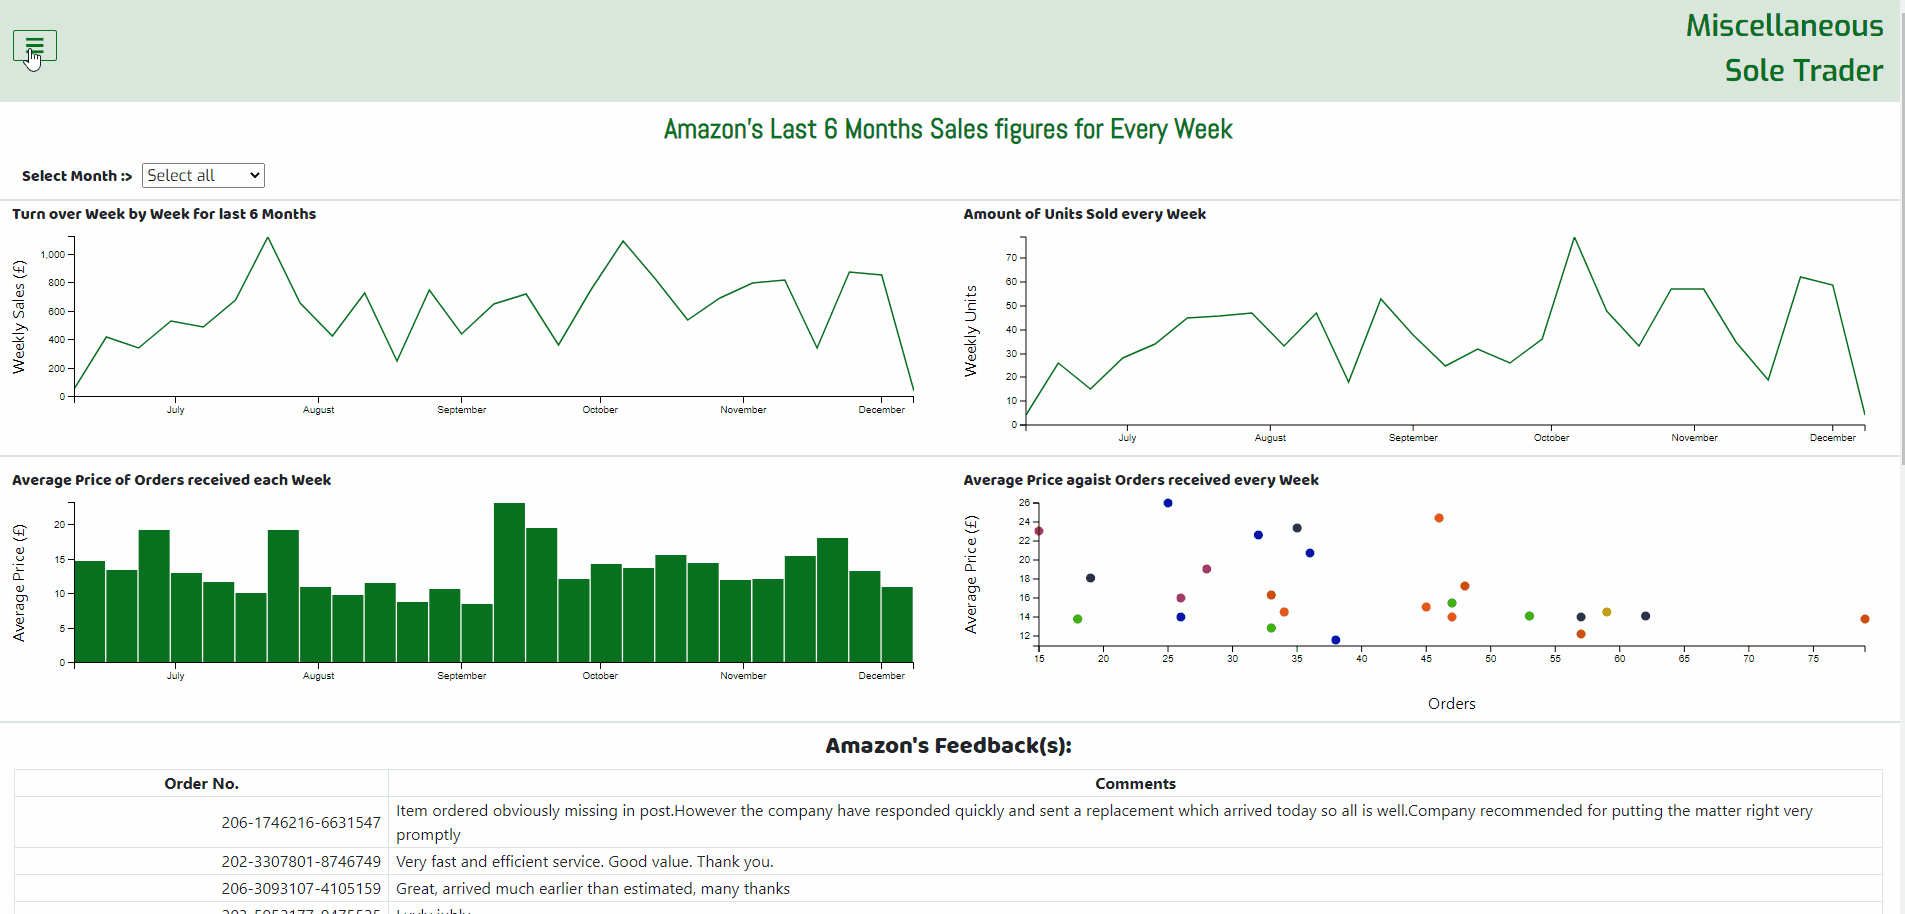 Miscellaneous
Sole Trader
Amazon's Last 6 Months Sales figures for Every Week
Select Month :> Select all
Turn over Week by Week for last 6 Months
Weekly Sales (£)
1,000
800
600
400
200
0
July August September October November December
Amount of Units Sold every Week
Weekly Units
70
60
50
40
30
20
10
0
July August September October November December
Average Price of Orders received each Week
Average Price (£)
20
15
10
5
0
July August September October November December
Average Price agaist Orders received every Week
Average Price (£)
26
24
22
20
18
16
14
12
15 20 25 30 35 40 45 50 55 60 65 70 75
Orders
Amazon's Feedback(s):
Order No. Comments
206-1746216-6631547 Item ordered obviously missing in post.However the company have responded quickly and sent a replacement which arrived today so all is well.Company recommended for putting the matter right very
promptly
202-3307801-8746749 Very fast and efficient service. Good value. Thank you.
206-3093107-4105159 Great, arrived much earlier than estimated, many thanks